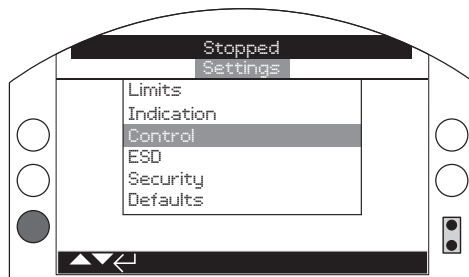 Stopped
Settings
Limits
Indication
Control
ESD
Security
Defaults